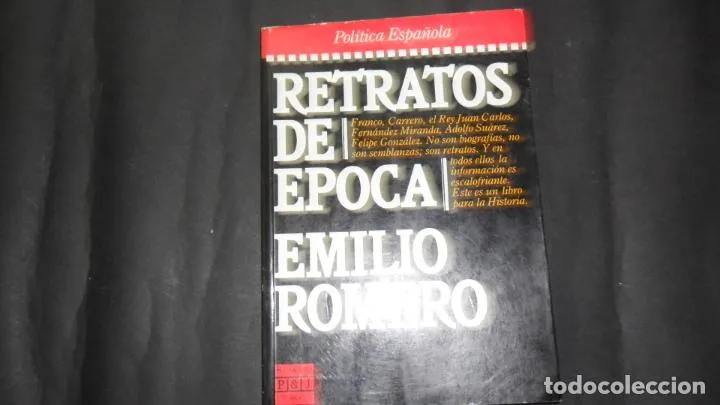 Política Española
RETRATOS
DE
EPOCA
Franco, Carrero, el Rey Juan Carlos,
Fernández Miranda, Adolfo Suárez,
Felipe González. No son biografías, no
son semblanzas; son retratos. Y en
todos ellos la
información es
escalofriante.
Este es un libro
para la Historia.
EMILIO
ROMERO
P&J
todocoleccion